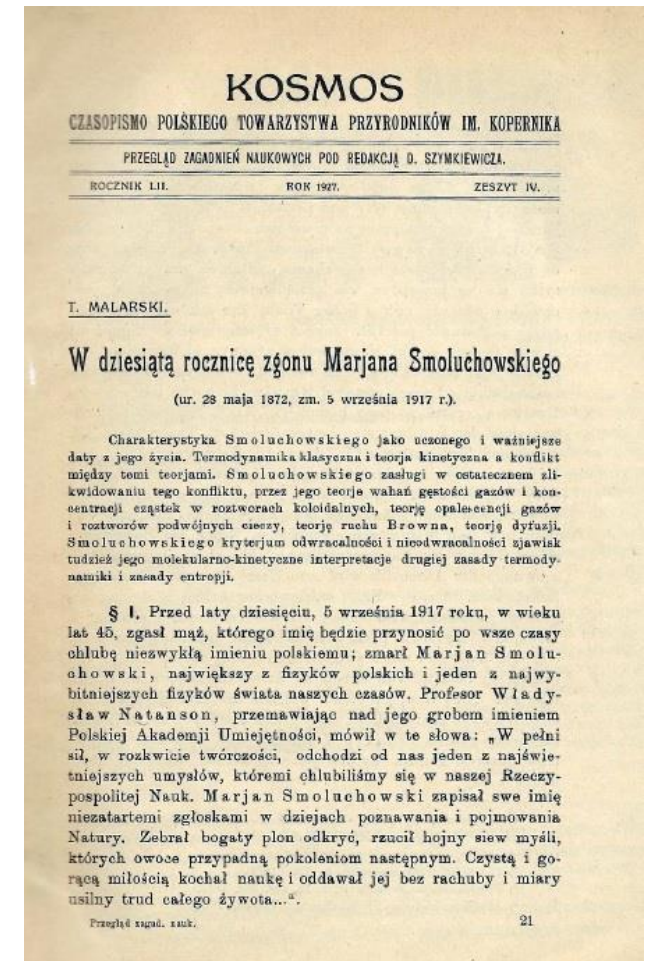 KOSMOS
CZASOPISMO POLSKIEGO TOWARZYSTWA PRZYRODNIKÓW IM. KOPERNIKA
PRZEGLĄD ZAGADNIEŃ NAUKOWYCH POD REDAKCJĄ D. SZYMKIEWICZA.
ROCZNIK LII. ROK 1927. ZESZYT IV.
T. MALARSKI.
W dziesiątą rocznicę zgonu Marjana Smoluchowskiego
(ur. 28 maja 1872, zm. 5 września 1917 r.).
Charakterystyka Smoluchowskiego jako uczonego i ważniejsze
daty z jego życia. Termodynamika klasyczna i teorja kinetyczna a konflikt
między temi teorjami. Smoluchowskiego zasługi w ostatecznem zli-
kwidowaniu tego konfliktu, przez jego teorje wahań gęstości gazów i kon-
centracji cząstek w roztworach koloidalnych, teorję opalescencji gazów
i roztworów podwójnych cieczy, teorję ruchu Browna, teorję dyfuzji.
Smoluchowskiego kryterjum odwracalności i nieodwracalności zjawisk
tudzież jego molekularno-kinetyczne interpretacje drugiej zasady termody-
namiki i zasady entropji.
§ I. Przed laty dziesięciu, 5 września 1917 roku, w wieku
lat 45, zgasł mąż, którego imię będzie przynosić po wsze czasy
chlubę niezwykłą imieniu polskiemu; zmarł Marjan Smolu-
chowski, największy z fizyków polskich i jeden z najwy-
bitniejszych fizyków świata naszych czasów. Profesor Włady-
sław Natanson, przemawiając nad jego grobem imieniem
Polskiej Akademji Umiejętności, mówił w te słowa: „W pełni
sił, w rozkwicie twórczości, odchodzi od nas jeden z najświe-
tniejszych umysłów, któremi chlubiliśmy się w naszej Rzeczy-
pospolitej Nauk. Marjan Smoluchowski zapisał swe imię
niezatartemi zgłoskami w dziejach poznawania i pojmowania
Natury. Zebrał bogaty plon odkryć, rzucił hojny siew myśli,
których owoce przypadną pokoleniom następnym. Czystą i go-
rącą miłością kochał naukę i oddawał jej bez rachuby i miary
usilny trud całego żywota...“.
Przegląd zagad. nauk. 21